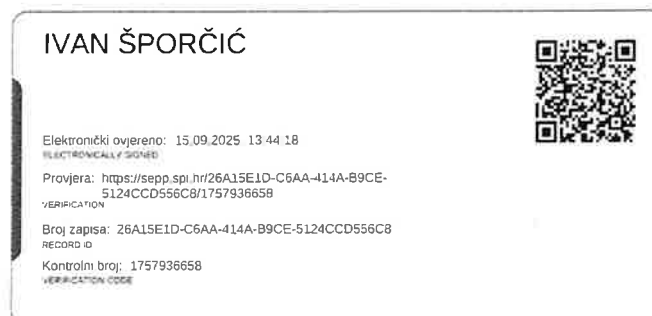 IVAN ŠPORČIĆ
Elektronički ovjereno: 15.09.2025 13:44:18
ELECTRONICALLY SIGNED
Provjera: https://sepp.spi.hr/26A15E1D-C6AA-414A-B9CE-
5124CCD556C8/1757936658
VERIFICATION
Broj zapisa: 26A15E1D-C6AA-414A-B9CE-5124CCD556C8
RECORD ID
Kontrolni broj: 1757936658
VERIFICATION CODE